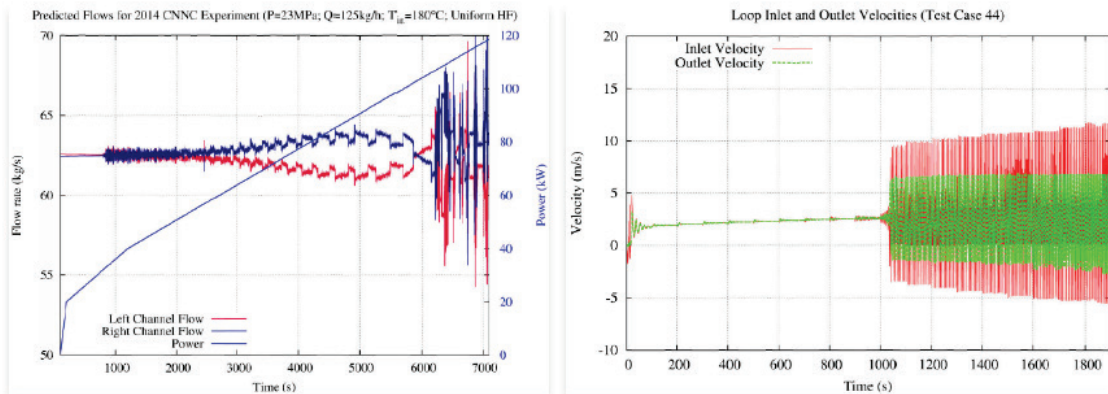 Predicted Flows for 2014 CNNC Experiment (P=23MPa; Q=125kg/h; T_in=180°C; Uniform HF)
70
65
60
55
50
Flow rate (kg/s)
120
100
80
60
40
20
0
Power (kW)
Left Channel Flow
Right Channel Flow
Power
1000 2000 3000 4000 5000 6000 7000
Time (s)
Loop Inlet and Outlet Velocities (Test Case 44)
20
15
10
5
0
-5
-10
Velocity (m/s)
Inlet Velocity
Outlet Velocity
0 200 400 600 800 1000 1200 1400 1600 1800
Time (s)